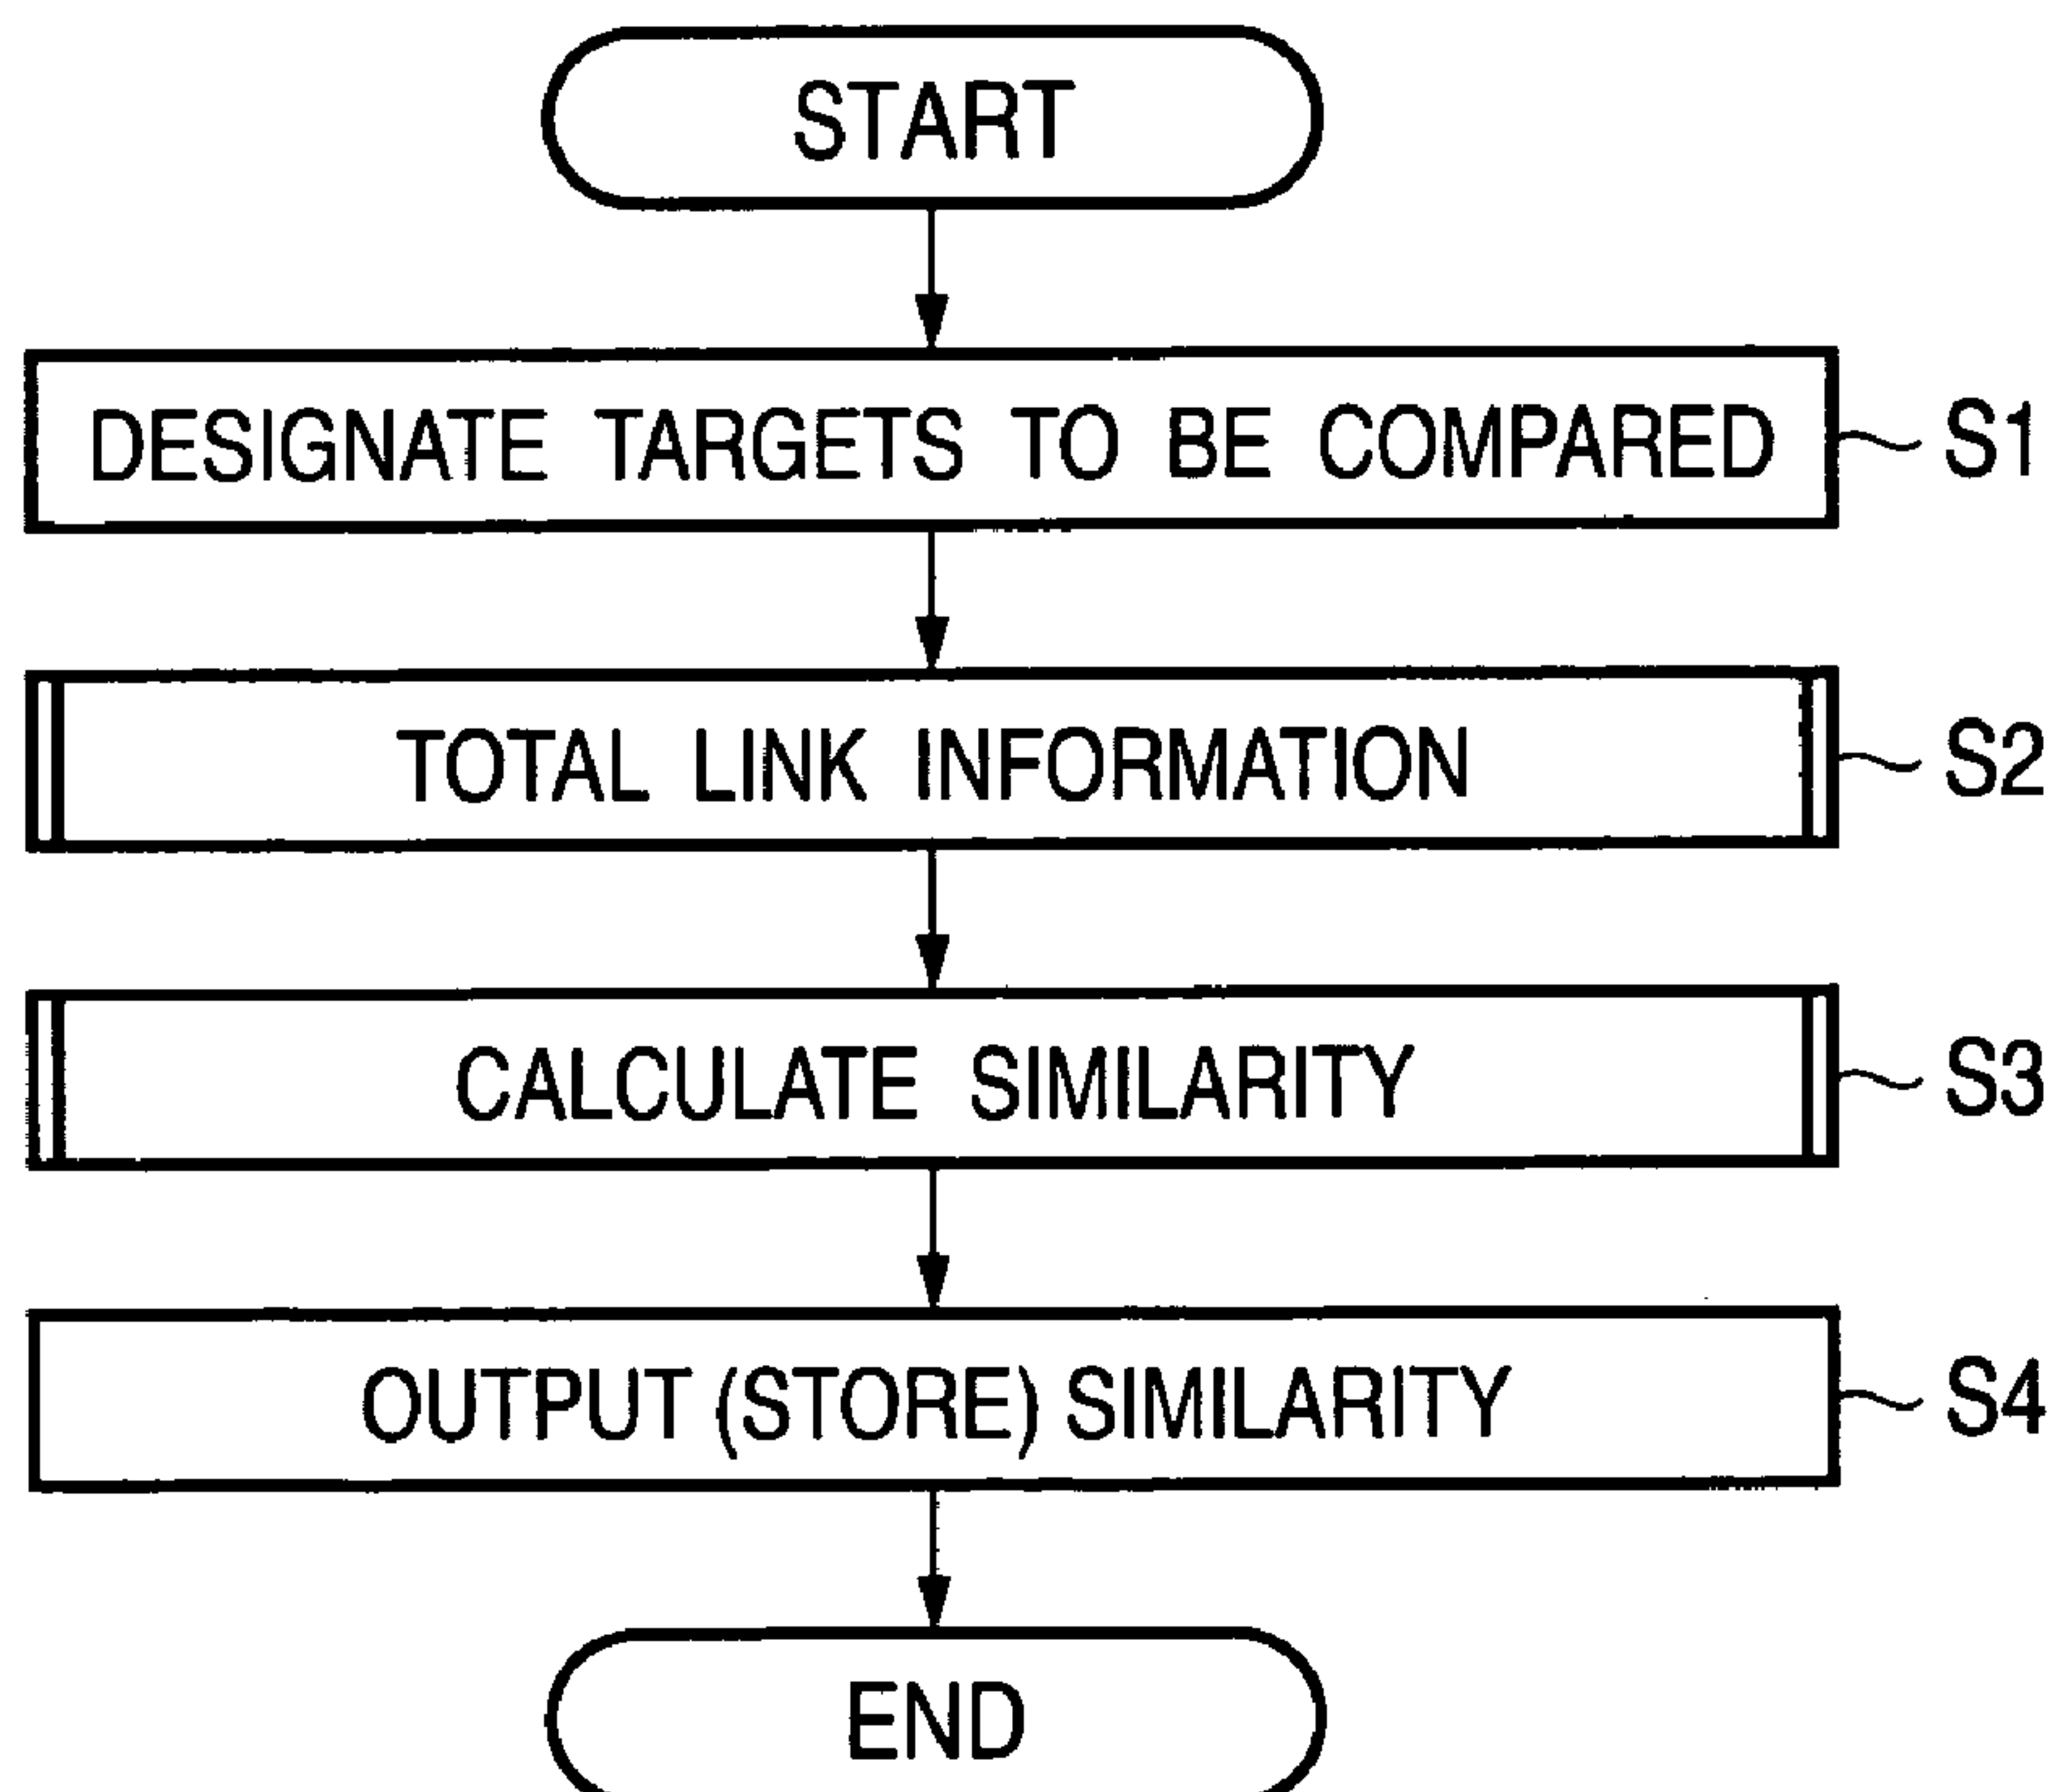 START
DESIGNATE TARGETS TO BE COMPARED S1
TOTAL LINK INFORMATION S2
CALCULATE SIMILARITY S3
OUTPUT (STORE) SIMILARITY S4
END